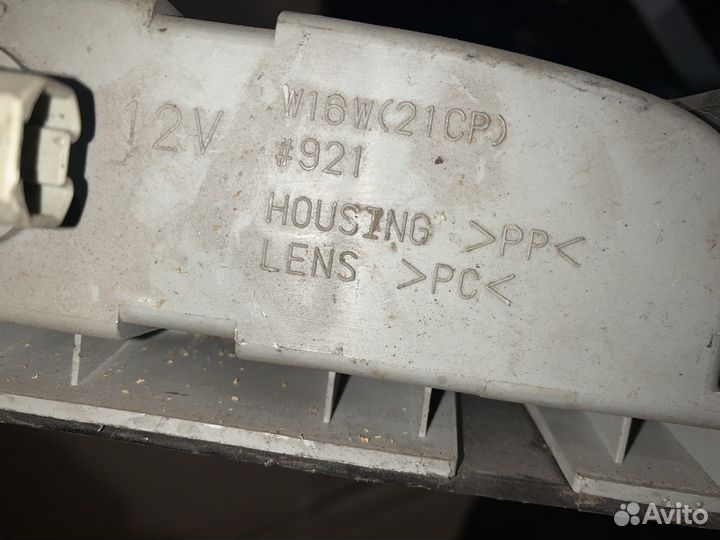 12V W16W(21CP)
#921
HOUSING >PP<
LENS >PC<
Avito